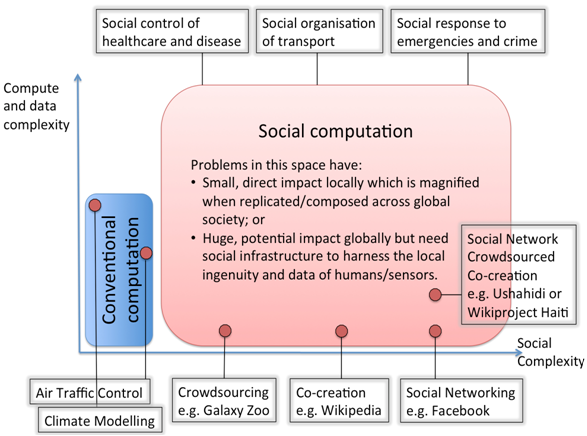 Social control of
healthcare and disease
Social organisation
of transport
Social response to
emergencies and crime
Compute
and data
complexity
Social computation
Problems in this space have:
• Small, direct impact locally which is magnified
when replicated/composed across global
society; or
• Huge, potential impact globally but need
social infrastructure to harness the local
ingenuity and data of humans/sensors.
Conventional
computation
Social Network
Crowdsourced
Co-creation
e.g. Ushahidi or
Wikiproject Haiti
Social
Complexity
Air Traffic Control
Climate Modelling
Crowdsourcing
e.g. Galaxy Zoo
Co-creation
e.g. Wikipedia
Social Networking
e.g. Facebook